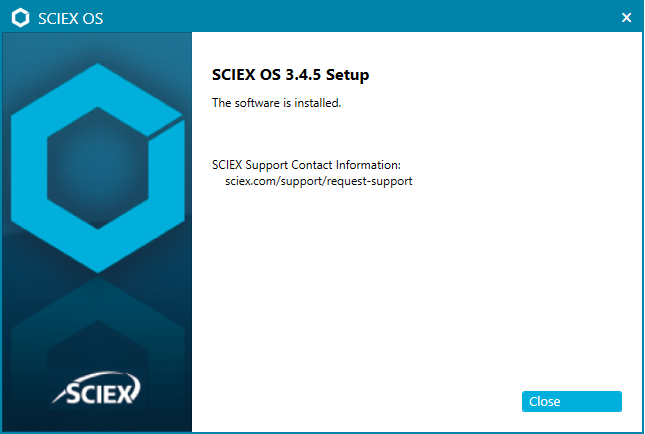 SCIEX OS
SCIEX OS 3.4.5 Setup
The software is installed.
SCIEX Support Contact Information:
sciex.com/support/request-support
SCIEX
Close